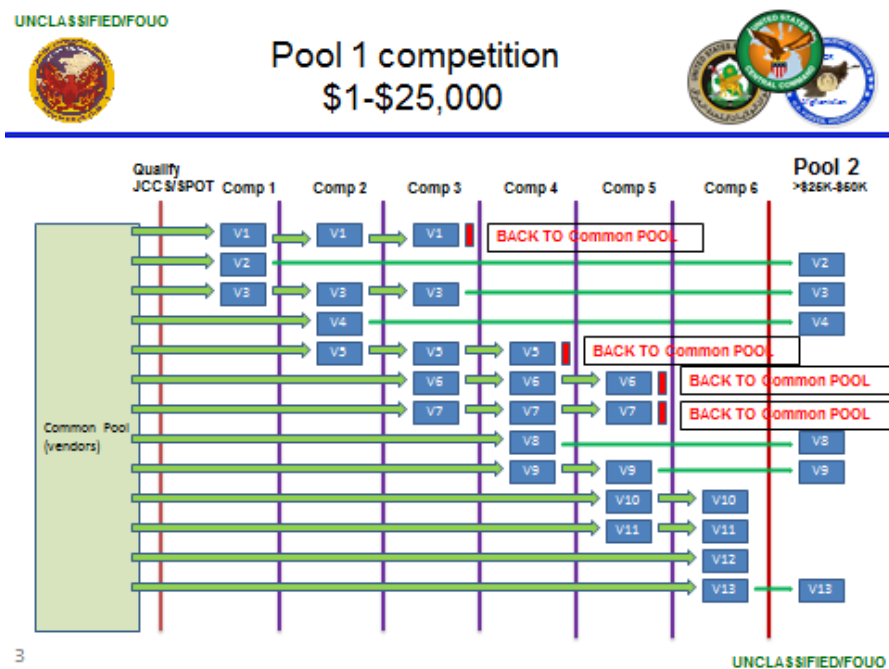 UNCLASSIFIED/FOUO
Pool 1 competition
$1-$25,000
UNITED STATES
CENTRAL COMMAND
Qualify
JCCS/SPOT Comp 1 Comp 2 Comp 3 Comp 4 Comp 5 Comp 6
Pool 2
>$25K-$50K
V1 V1 V1 BACK TO Common POOL
V2 V2
V3 V3 V3 V3
V4 V4
V5 V5 V5 BACK TO Common POOL
V6 V6 V6 BACK TO Common POOL
V7 V7 V7 BACK TO Common POOL
Common Pool
(vendors)
V8 V8
V9 V9 V9
V10 V10
V11 V11
V12
V13 V13
3
UNCLASSIFIED/FOUO